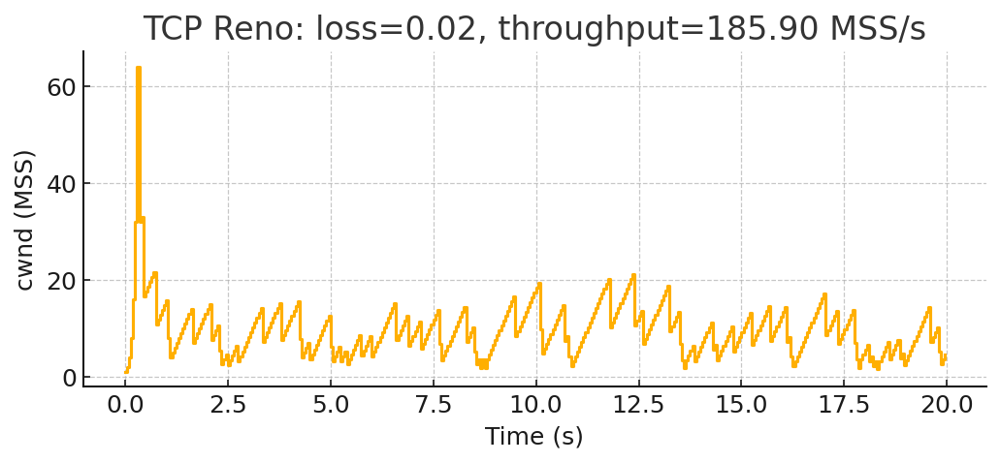 TCP Reno: loss=0.02, throughput=185.90 MSS/s
cwnd (MSS)
60
40
20
0
0.0 2.5 5.0 7.5 10.0 12.5 15.0 17.5 20.0
Time (s)